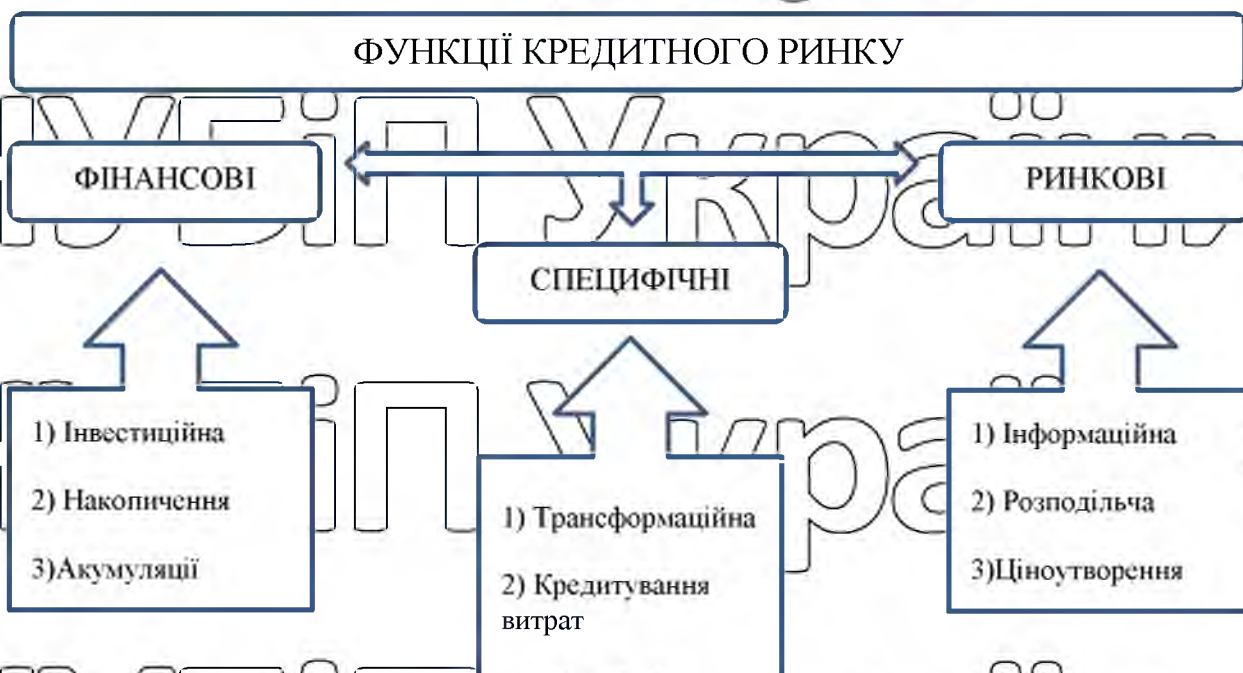 ФУНКЦІЇ КРЕДИТНОГО РИНКУ
ФІНАНСОВІ
РИНКОВІ
СПЕЦИФІЧНІ
1) Інвестиційна
2) Накопичення
3)Акумуляції
1) Трансформаційна
2) Кредитування
витрат
1) Інформаційна
2) Розподільча
3)Ціноутворення